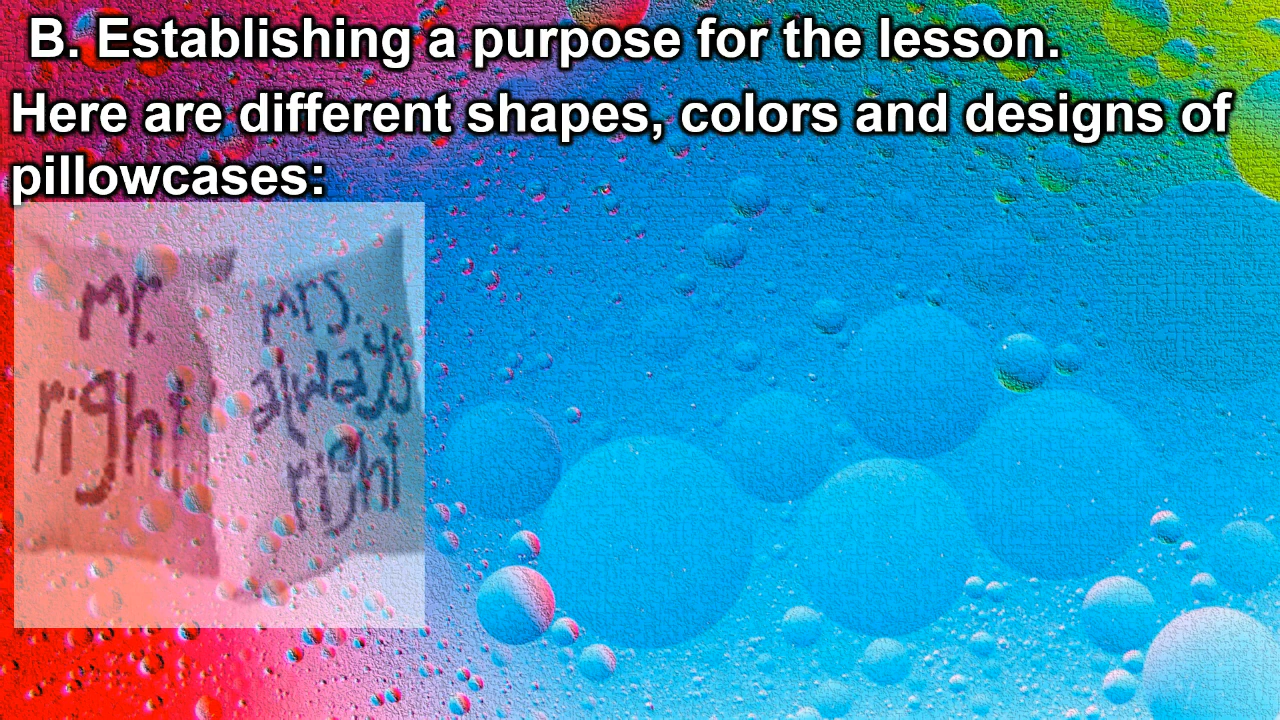 B. Establishing a purpose for the lesson.
Here are different shapes, colors and designs of
pillowcases:
mr.
right
mrs.
always
right